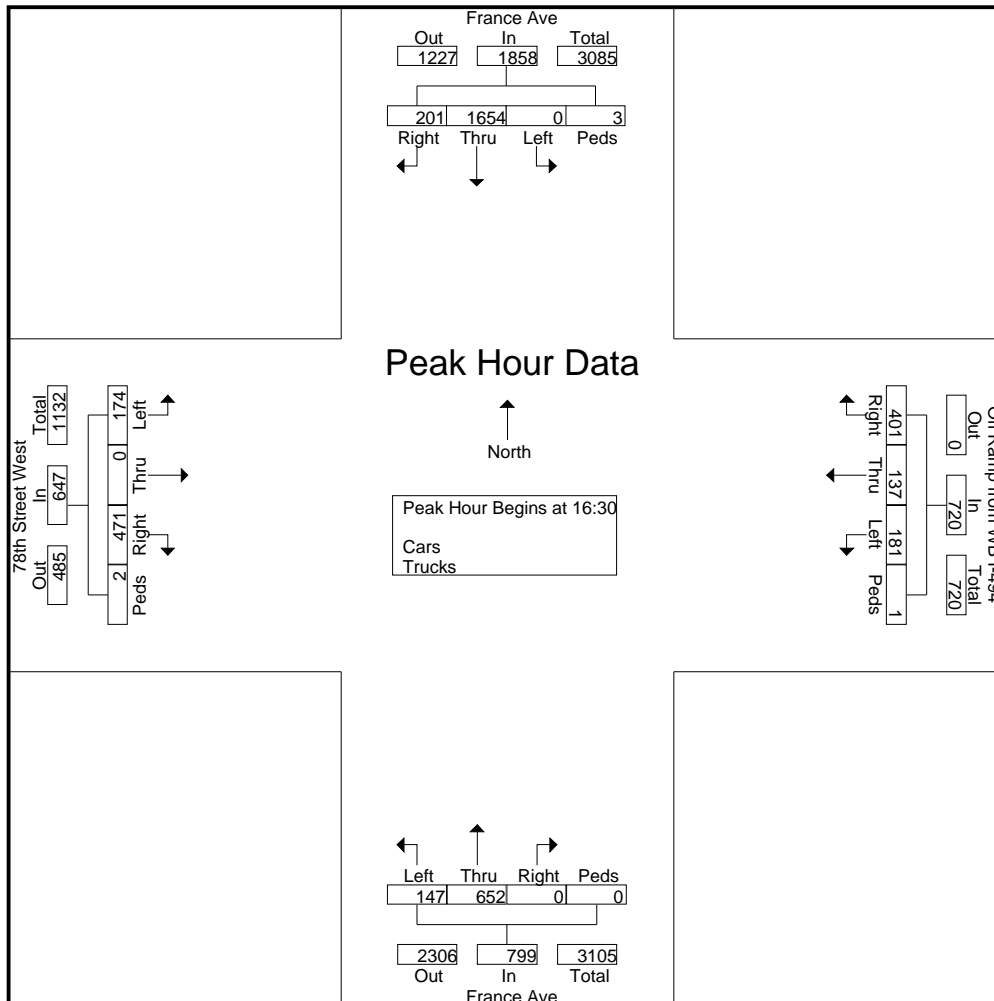 France Ave
Out In Total
1227 1858 3085
201 1654 0 3
Right Thru Left Peds
Peak Hour Data
North
Peak Hour Begins at 16:30
Cars
Trucks
78th Street West
Total In Out
1132 647 485
174 0 471 2
Left Thru Right Peds
Right Thru Left Peds
401 137 181 1
0 720 720
Out In Total
Left Thru Right Peds
147 652 0 0
2306 799 3105
Out In Total
France Ave